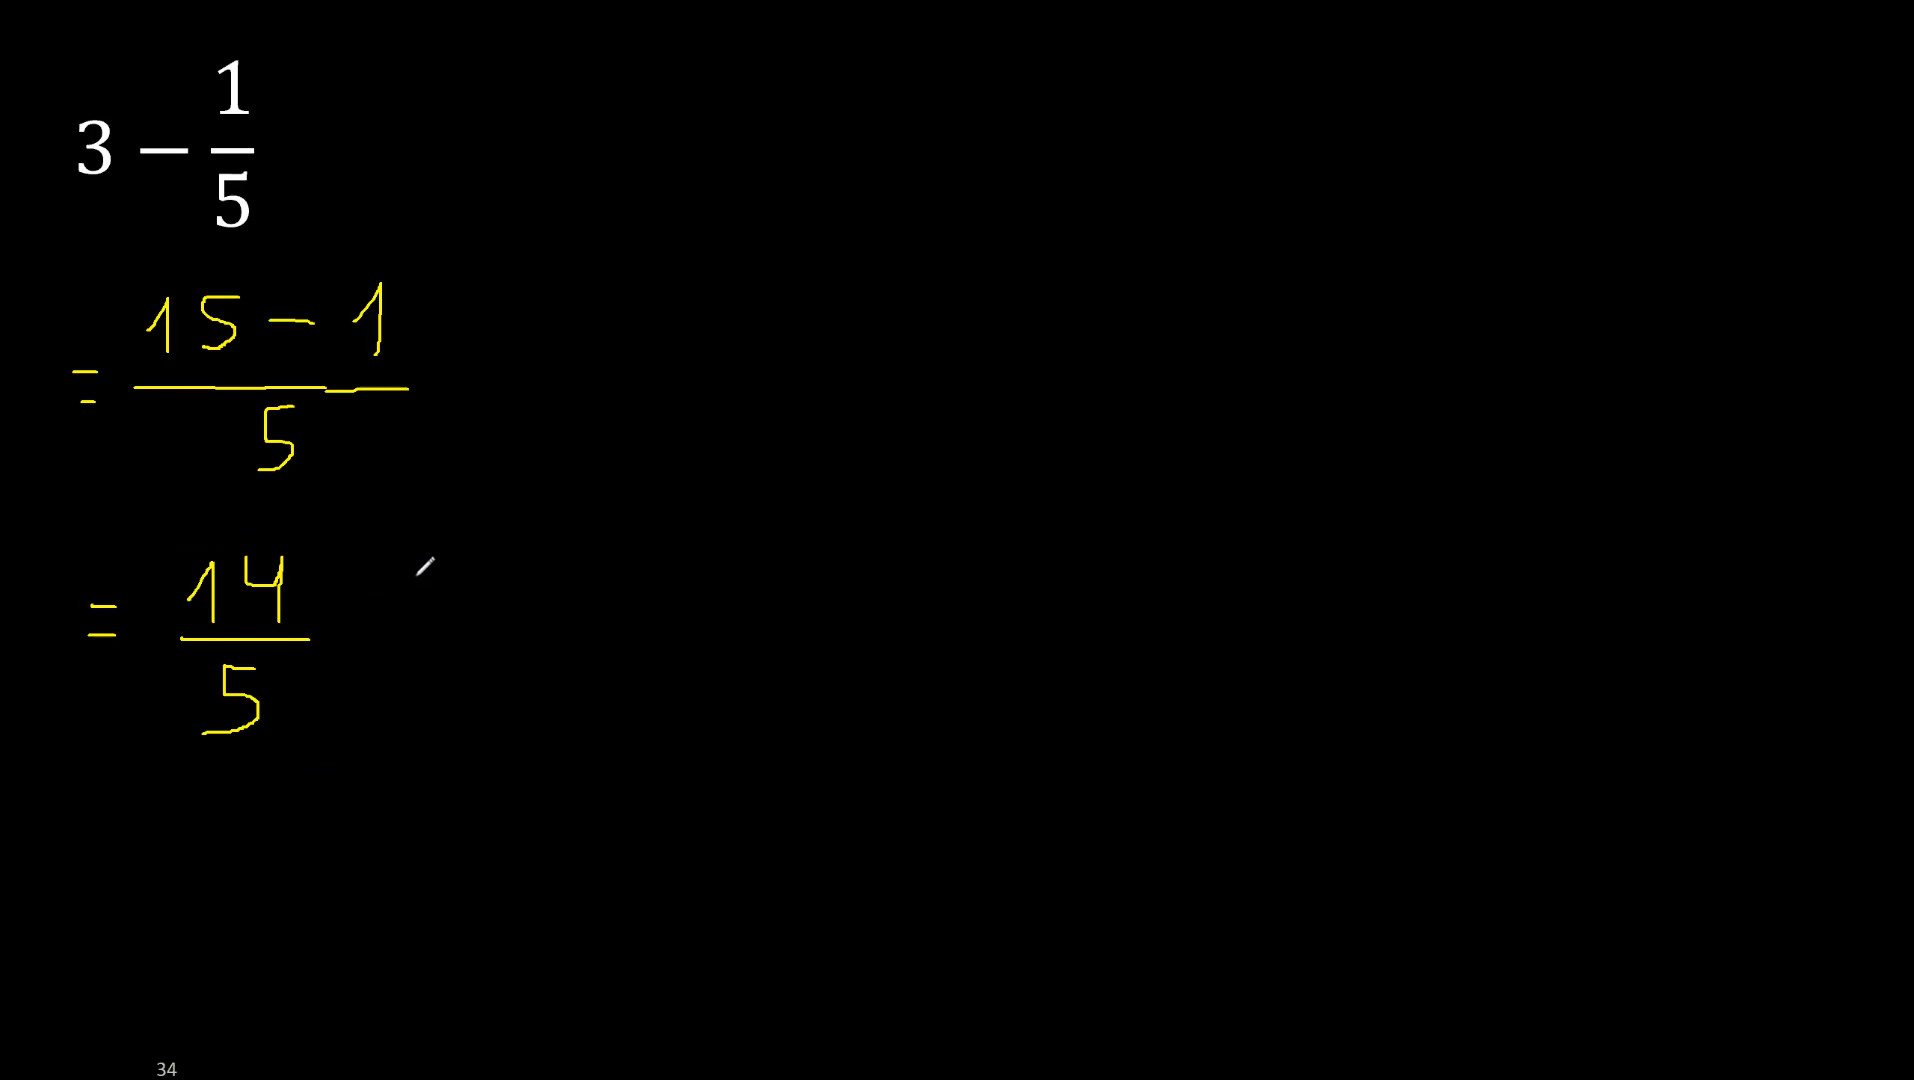 3 − 1/5
= 15 − 1/5
= 14/5
34